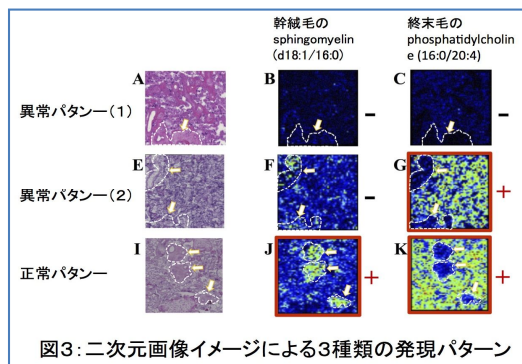 幹絨毛の
sphingomyelin
(d18:1/16:0)
終末毛の
phosphatidylcholin
e (16:0/20:4)
異常パタンー(1)
A
B
-
C
-
異常パタンー(2)
E
F
-
G
+
正常パタンー
I
J
+
K
+
図3:二次元画像イメージによる3種類の発現パターン